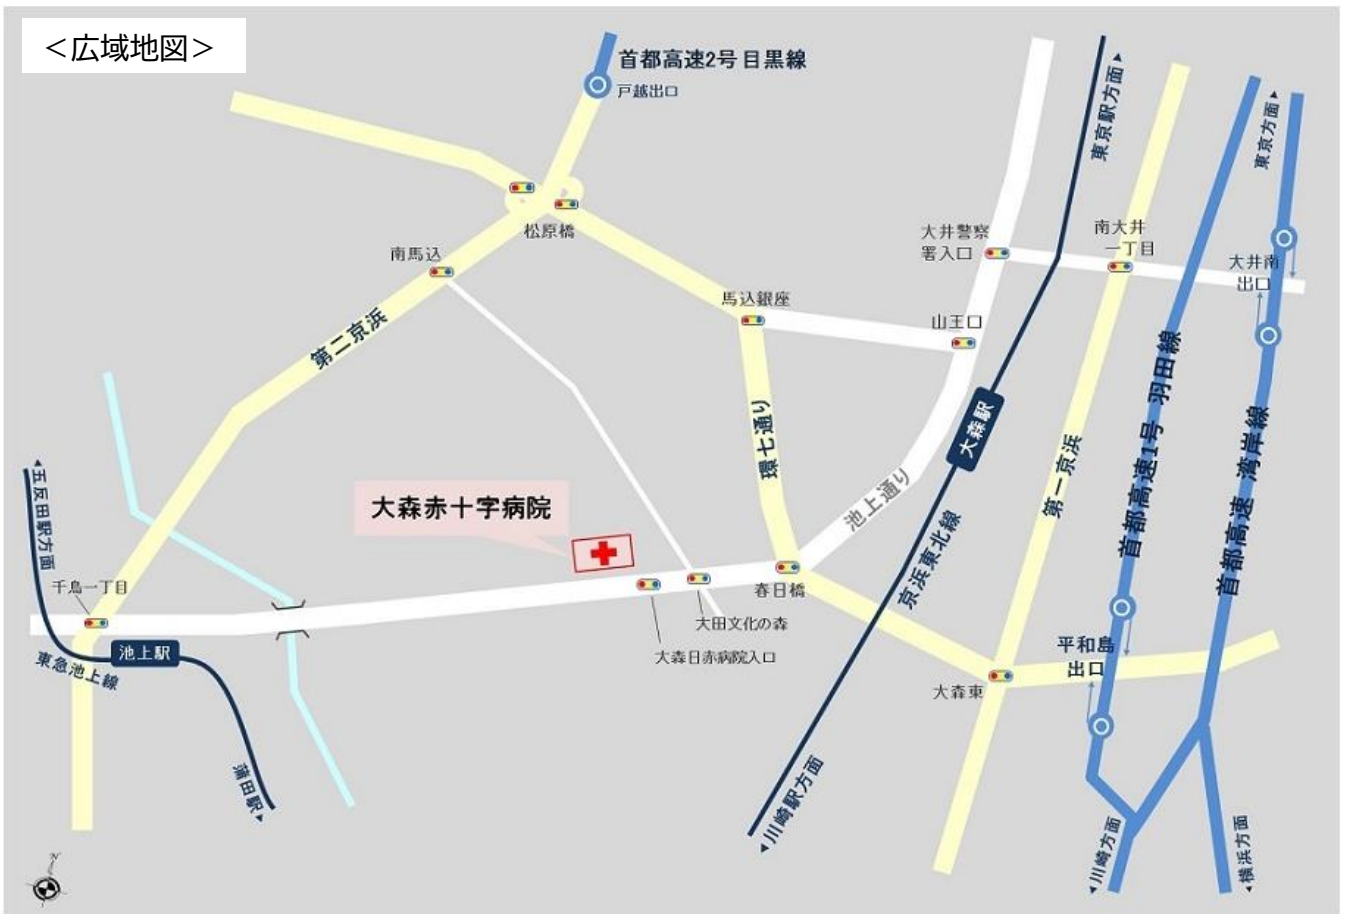 ＜広域地図＞
首都高速2号 目黒線
戸越出口
東京駅方面
東京方面
松原橋
大井警察
署入口
南大井
一丁目
南馬込
大井南
出口
馬込銀座
山王口
第二京浜
環七通り
大森駅
首都高速1号 羽田線
首都高速 湾岸線
第一京浜
池上通り
五反田駅方面
大森赤十字病院
京浜東北線
千鳥一丁目
春日橋
池上駅
大田文化の森
東急池上線
大森日赤病院入口
平和島
出口
大森東
蒲田駅
川崎駅方面
川崎方面
横浜方面
N